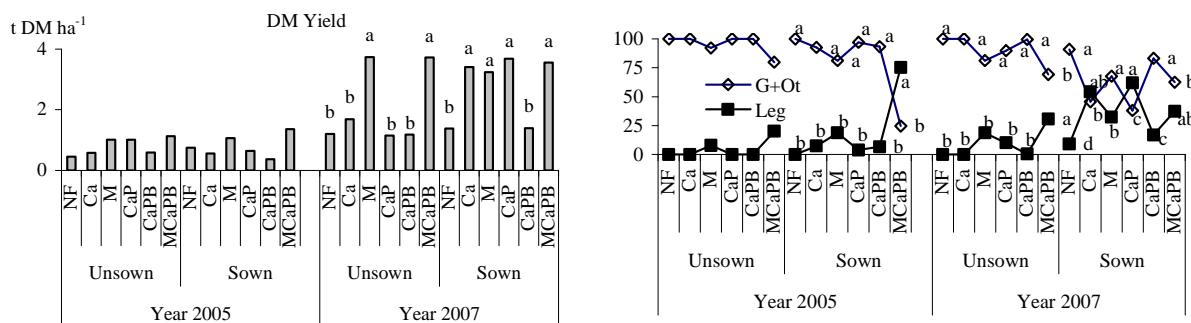 DM Yield
t DM ha⁻¹
4
2
0
b b a b b a b a a a b a
NF Ca M CaP CaPB MCaPB NF Ca M CaP CaPB MCaPB NF Ca M CaP CaPB MCaPB NF Ca M CaP CaPB MCaPB
Unsown Sown Unsown Sown
Year 2005 Year 2007
100
75
50
25
0
G+Ot
Leg
a a a a a b
b b b b b a
a a a a a a
b b b b b a
b ab a a a b
a b b c c ab
d
NF Ca M CaP CaPB MCaPB NF Ca M CaP CaPB MCaPB NF Ca M CaP CaPB MCaPB NF Ca M CaP CaPB MCaPB
Unsown Sown Unsown Sown
Year 2005 Year 2007